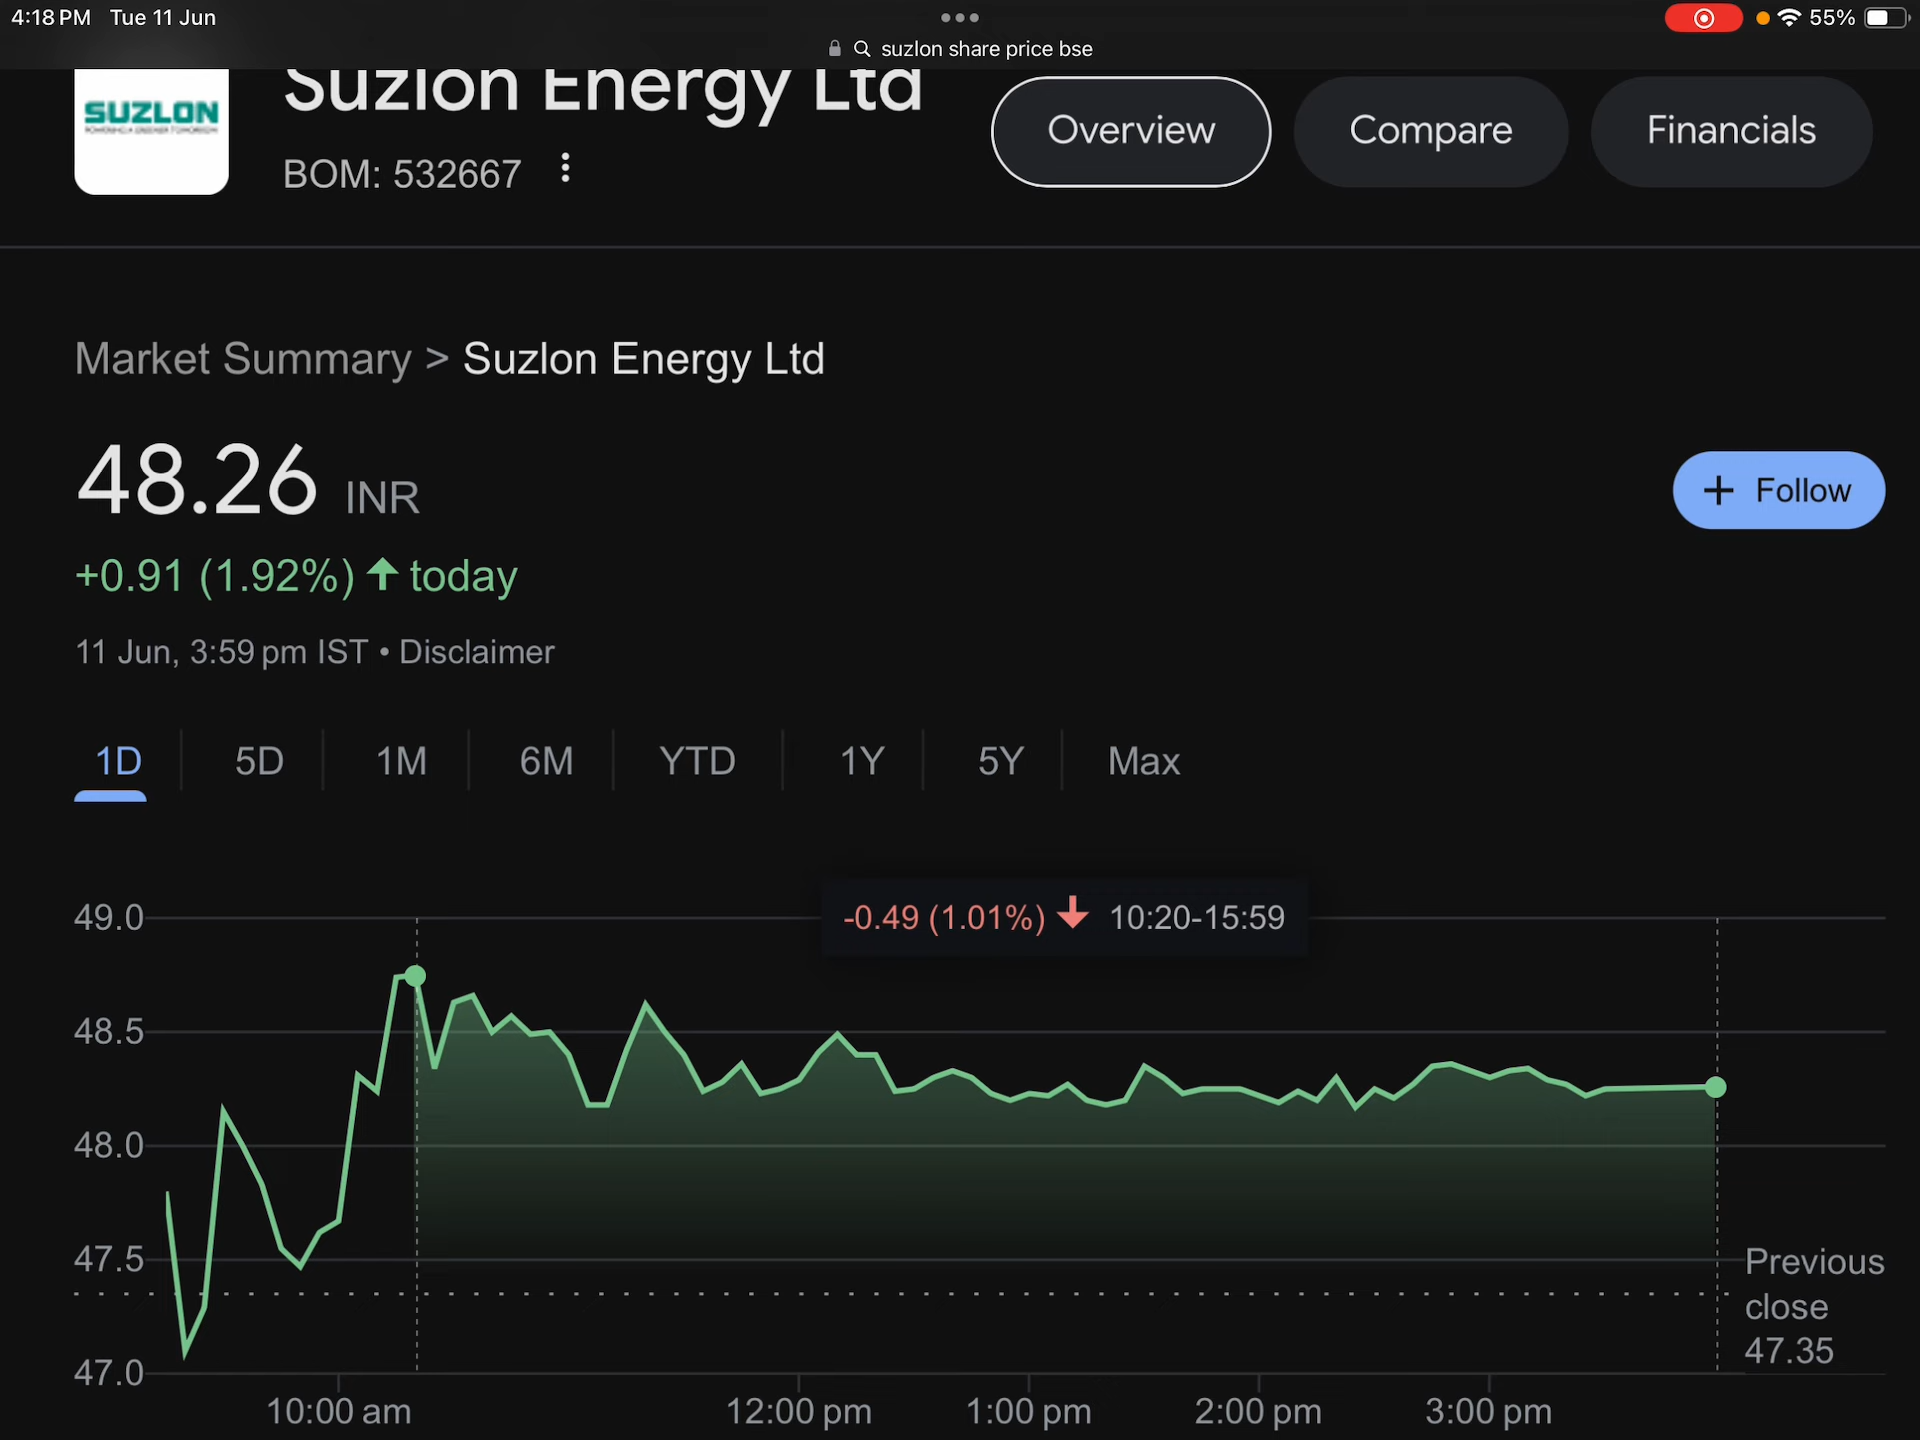 4:18 PM Tue 11 Jun
55%
suzlon share price bse
SUZLON
Suzlon Energy Ltd
BOM: 532667
Overview
Compare
Financials
Market Summary > Suzlon Energy Ltd
48.26 INR
+ Follow
+0.91 (1.92%) ↑ today
11 Jun, 3:59 pm IST • Disclaimer
1D 5D 1M 6M YTD 1Y 5Y Max
-0.49 (1.01%) ↓ 10:20-15:59
49.0
48.5
48.0
47.5
47.0
Previous
close
47.35
10:00 am 12:00 pm 1:00 pm 2:00 pm 3:00 pm